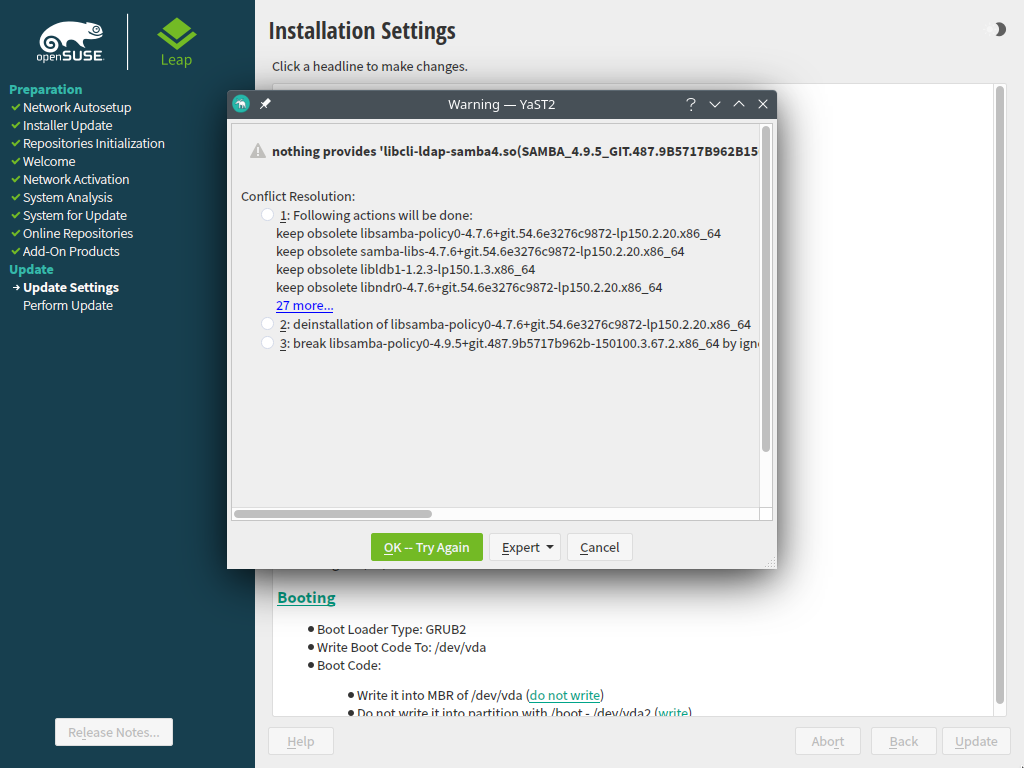 openSUSE
Leap
Preparation
Network Autosetup
Installer Update
Repositories Initialization
Welcome
Network Activation
System Analysis
System for Update
Online Repositories
Add-On Products
Update
Update Settings
Perform Update
Release Notes...
Installation Settings
Click a headline to make changes.
Warning — YaST2
nothing provides 'libcli-ldap-samba4.so(SAMBA_4.9.5_GIT.487.9B5717B962B15
Conflict Resolution:
1: Following actions will be done:
keep obsolete libsamba-policy0-4.7.6+git.54.6e3276c9872-lp150.2.20.x86_64
keep obsolete samba-libs-4.7.6+git.54.6e3276c9872-lp150.2.20.x86_64
keep obsolete libldb1-1.2.3-lp150.1.3.x86_64
keep obsolete libndr0-4.7.6+git.54.6e3276c9872-lp150.2.20.x86_64
27 more...
2: deinstallation of libsamba-policy0-4.7.6+git.54.6e3276c9872-lp150.2.20.x86_64
3: break libsamba-policy0-4.9.5+git.487.9b5717b962b-150100.3.67.2.x86_64 by ign
OK -- Try Again
Expert
Cancel
Booting
Boot Loader Type: GRUB2
Write Boot Code To: /dev/vda
Boot Code:
Write it into MBR of /dev/vda (do not write)
Do not write it into partition with /boot - /dev/vda2 (write)
Help
Abort
Back
Update